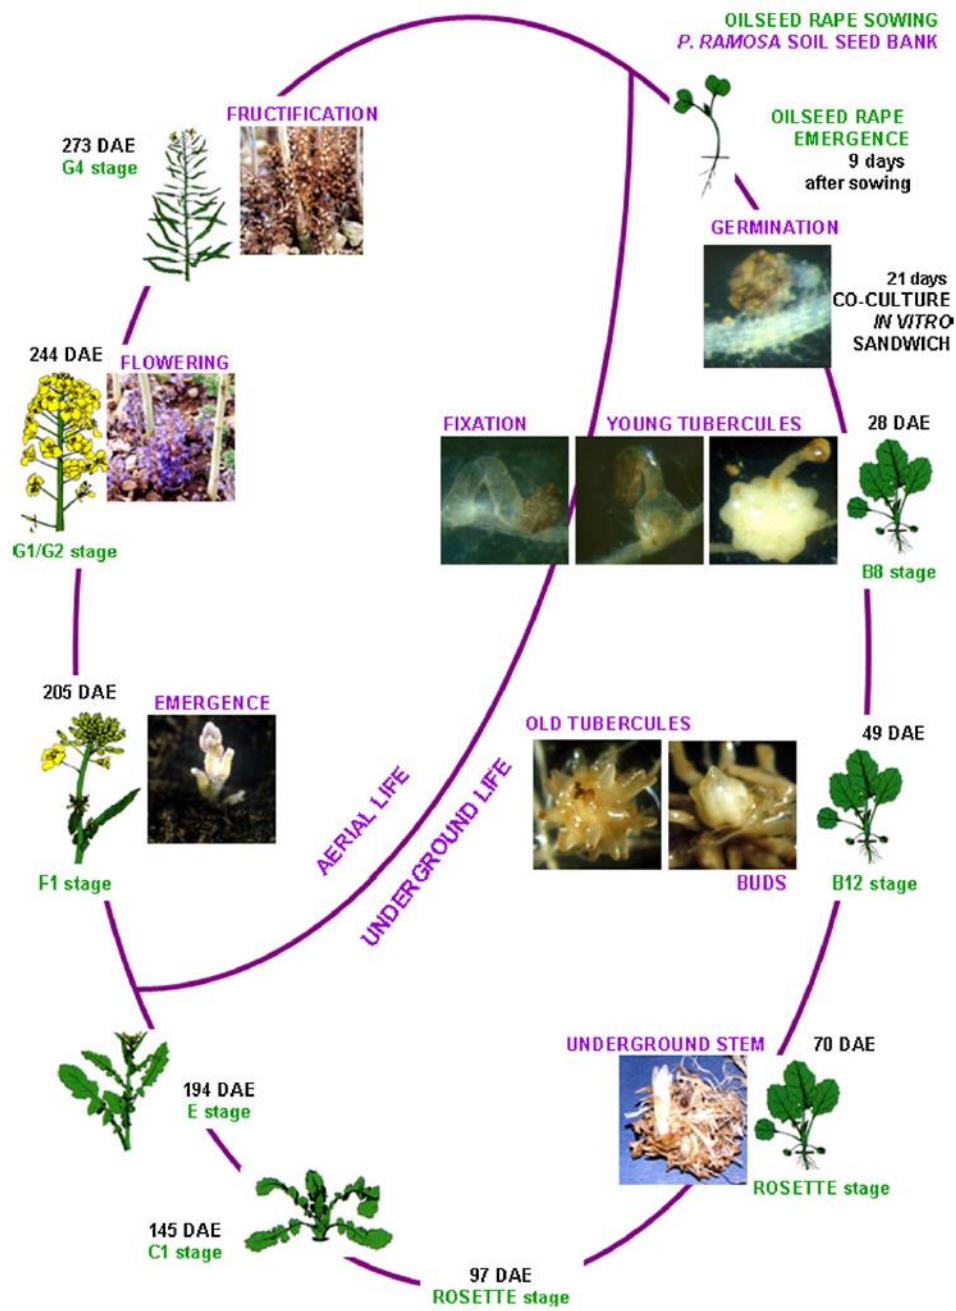 OILSEED RAPE SOWING
P. RAMOSA SOIL SEED BANK
OILSEED RAPE
EMERGENCE
9 days
after sowing
GERMINATION
21 days
CO-CULTURE
IN VITRO
SANDWICH
28 DAE
FIXATION
YOUNG TUBERCULES
B8 stage
49 DAE
OLD TUBERCULES
BUDS
B12 stage
70 DAE
UNDERGROUND STEM
ROSETTE stage
97 DAE
ROSETTE stage
145 DAE
C1 stage
194 DAE
E stage
AERIAL LIFE
UNDERGROUND LIFE
205 DAE
EMERGENCE
F1 stage
244 DAE
FLOWERING
G1/G2 stage
273 DAE
G4 stage
FRUCTIFICATION